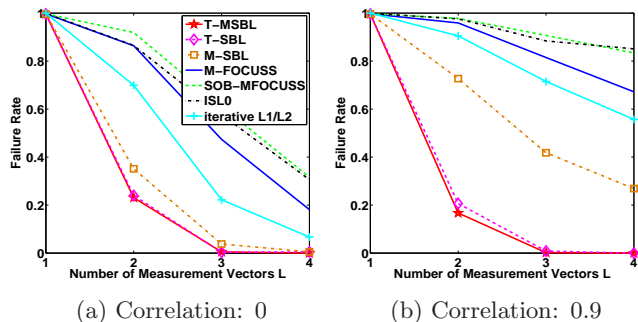 1
0.8
0.6
0.4
0.2
0
1
2
3
4
Failure Rate
Number of Measurement Vectors L
T-MSBL
T-SBL
M-SBL
M-FOCUSS
SOB-MFOCUSS
ISL0
iterative L1/L2
(a) Correlation: 0
1
0.8
0.6
0.4
0.2
0
1
2
3
4
Failure Rate
Number of Measurement Vectors L
(b) Correlation: 0.9